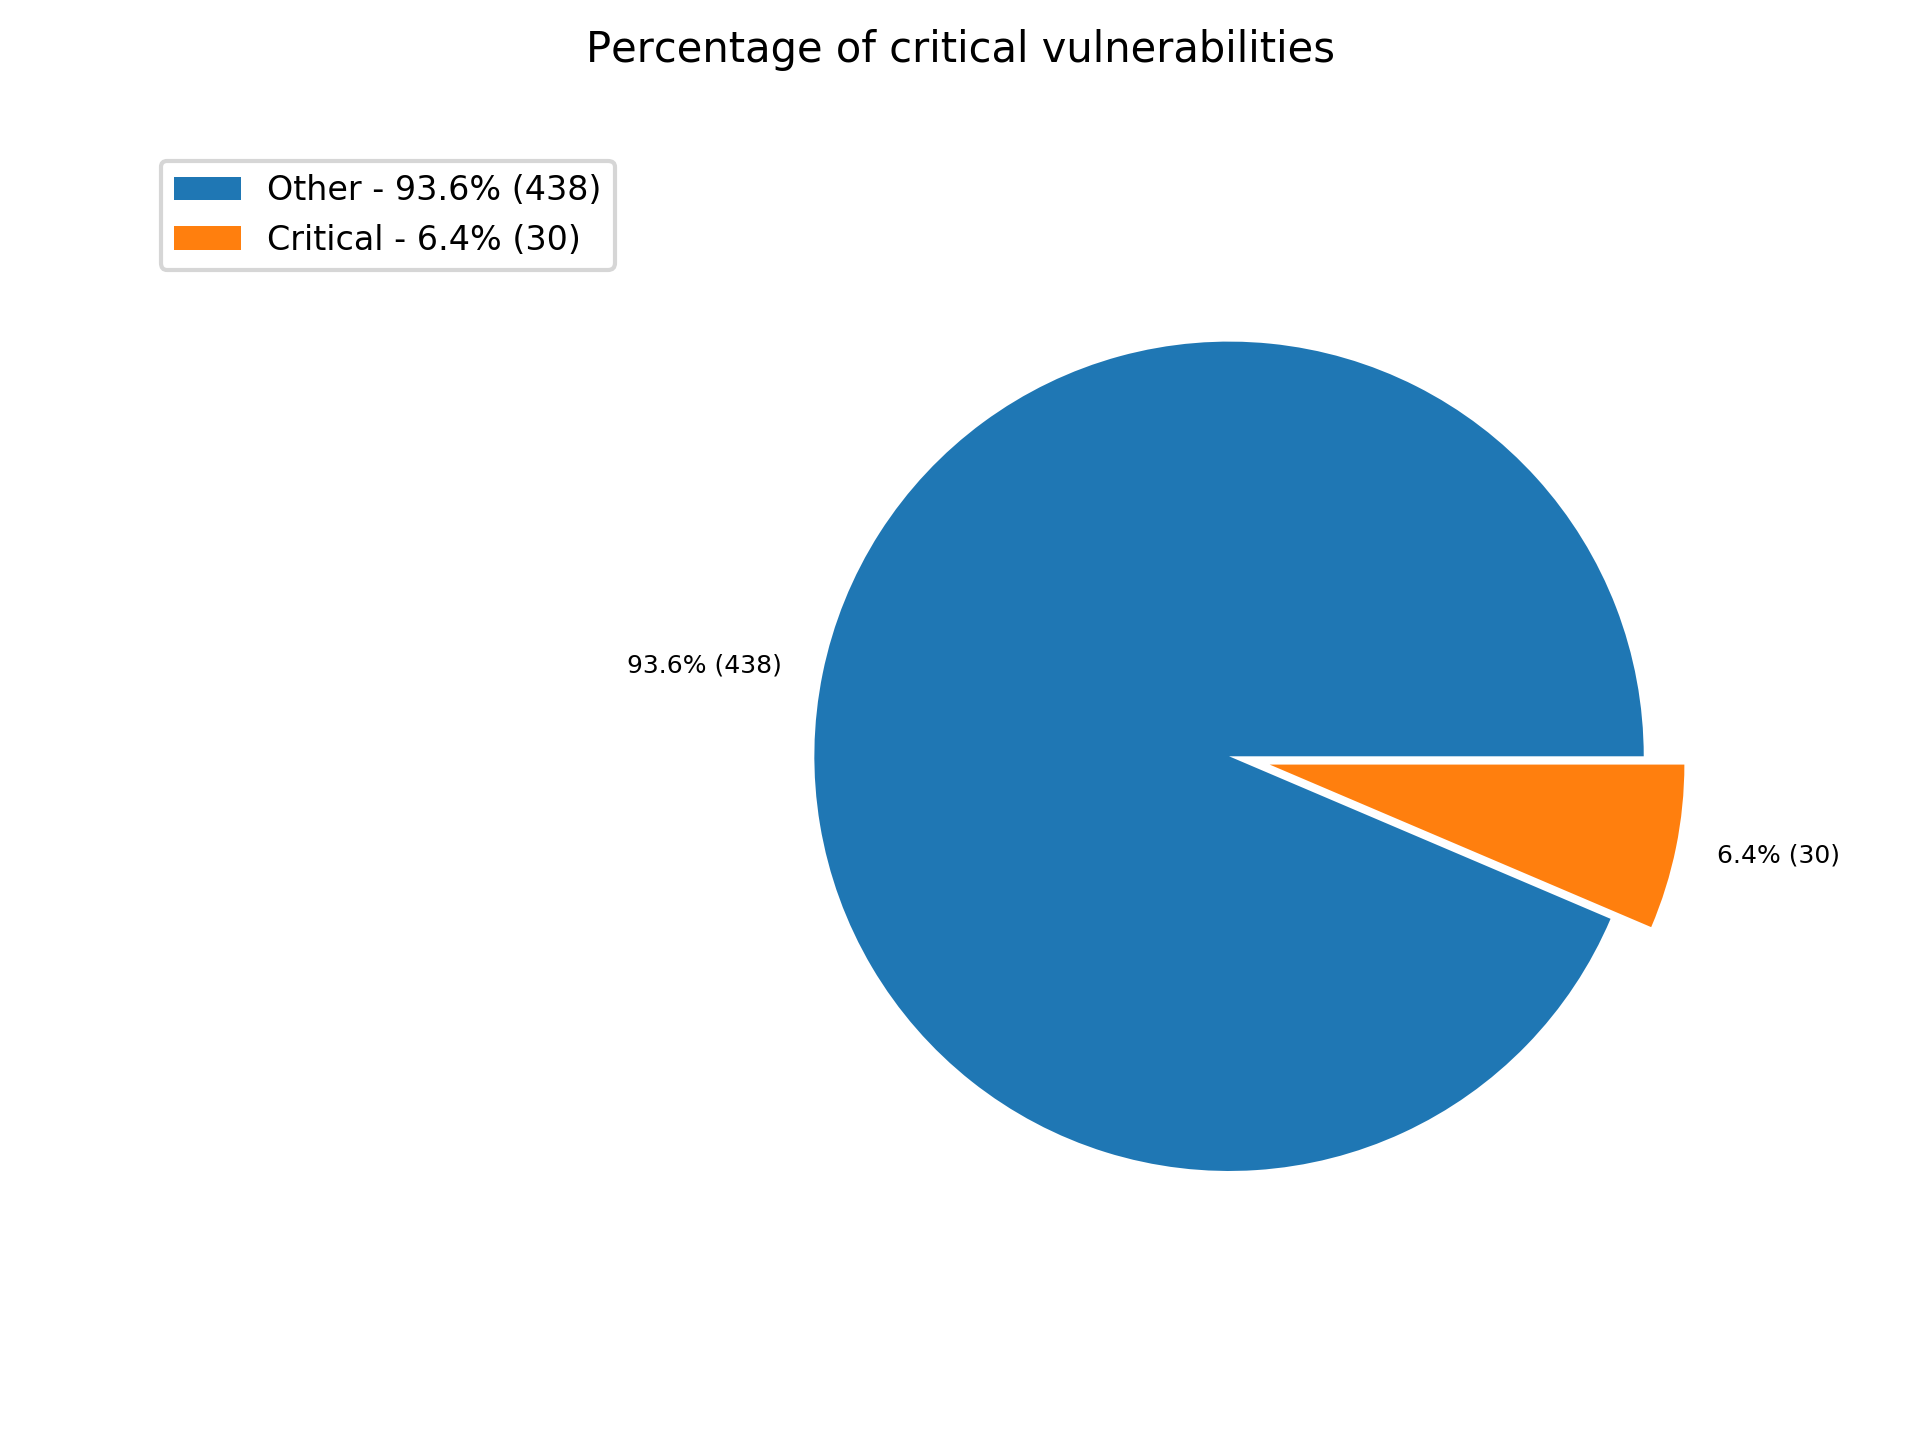 Percentage of critical vulnerabilities
Other - 93.6% (438)
Critical - 6.4% (30)
93.6% (438)
6.4% (30)